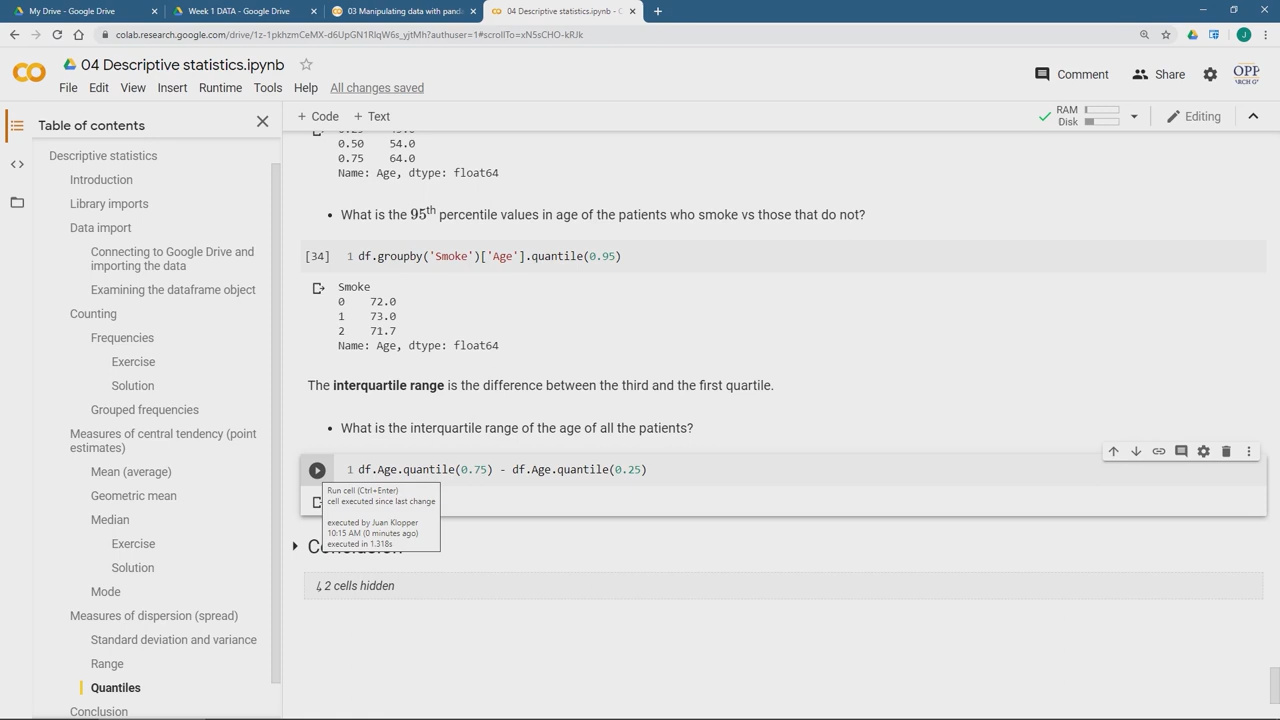 My Drive - Google Drive
Week 1 DATA - Google Drive
03 Manipulating data with panda
04 Descriptive statistics.ipynb - C
colab.research.google.com/drive/1z-1pkhzmCeMX-d6UpGN1RIqW6s_yjtMh?authuser=1#scrollTo=xN5sCHO-kRJk
J
04 Descriptive statistics.ipynb
Comment
Share
OPP
RCH G
File Edit View Insert Runtime Tools Help All changes saved
+ Code + Text
RAM
Disk
Editing
Table of contents
Descriptive statistics
Introduction
Library imports
Data import
Connecting to Google Drive and
importing the data
Examining the dataframe object
Counting
Frequencies
Exercise
Solution
Grouped frequencies
Measures of central tendency (point
estimates)
Mean (average)
Geometric mean
Median
Exercise
Solution
Mode
Measures of dispersion (spread)
Standard deviation and variance
Range
Quantiles
Conclusion
0.50 54.0
0.75 64.0
Name: Age, dtype: float64
• What is the 95th percentile values in age of the patients who smoke vs those that do not?
[34] 1 df.groupby('Smoke')['Age'].quantile(0.95)
Smoke
0 72.0
1 73.0
2 71.7
Name: Age, dtype: float64
The interquartile range is the difference between the third and the first quartile.
• What is the interquartile range of the age of all the patients?
1 df.Age.quantile(0.75) - df.Age.quantile(0.25)
Run cell (Ctrl+Enter)
cell executed since last change
executed by Juan Klopper
10:15 AM (0 minutes ago)
executed in 1.318s
Conclusion
2 cells hidden